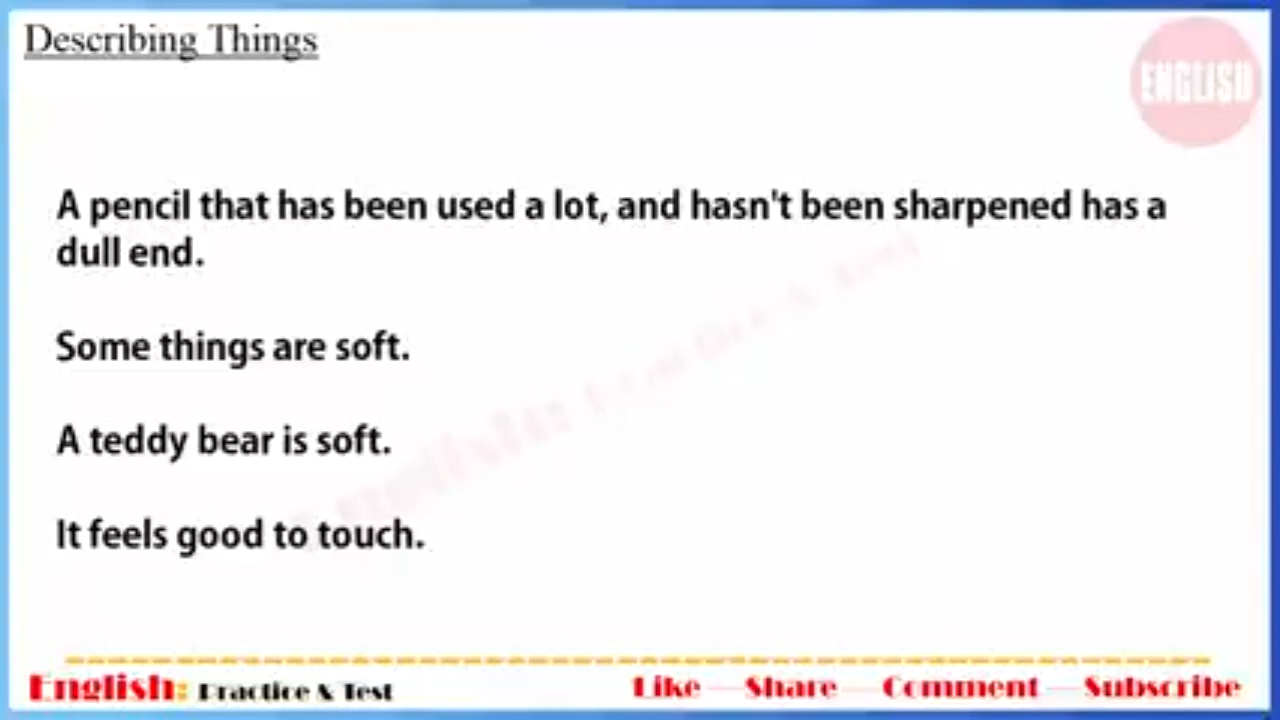 Describing Things
ENGLISH
A pencil that has been used a lot, and hasn't been sharpened has a
dull end.
Some things are soft.
A teddy bear is soft.
It feels good to touch.
English: Practice & Test
Like — Share — Comment — Subscribe